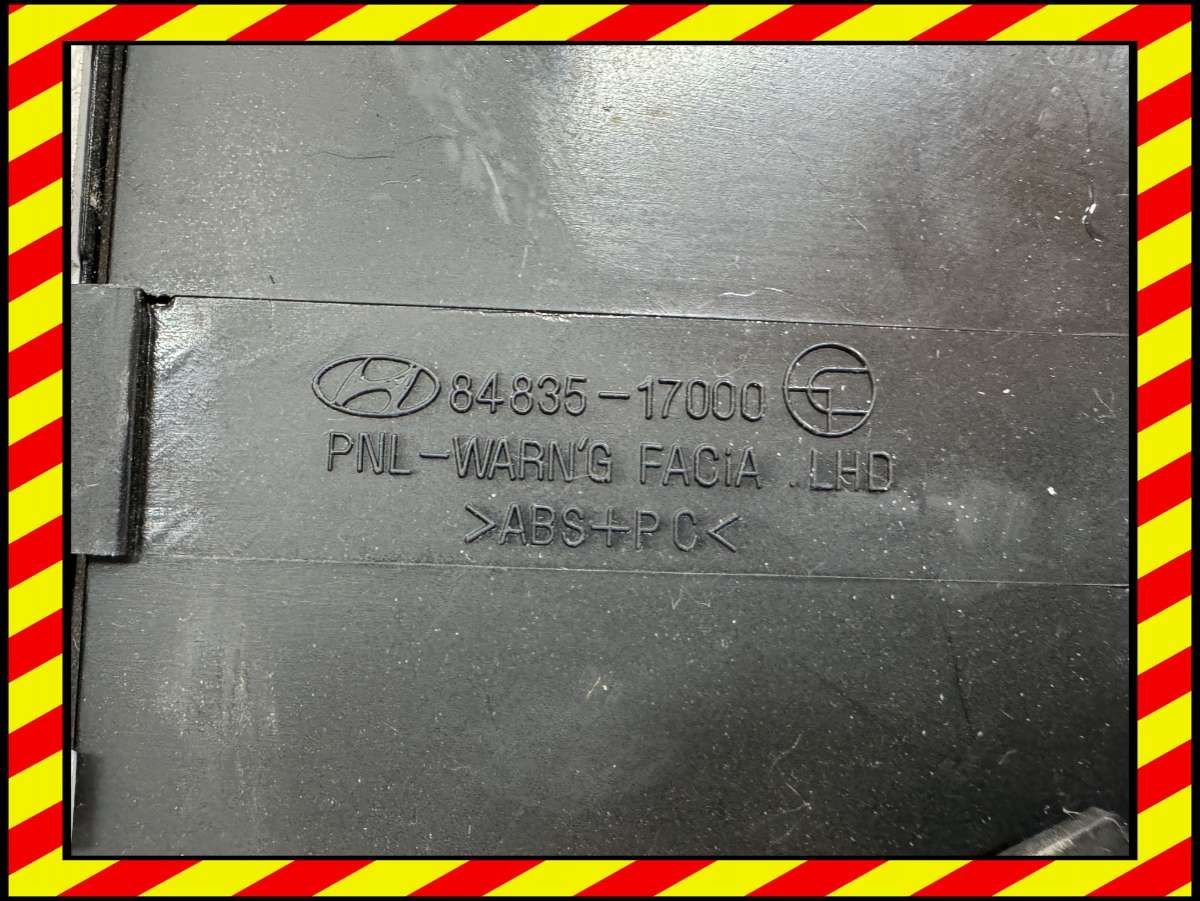 84835-17000
PNL-WARN'G FACiA .LHD
>ABS+PC<